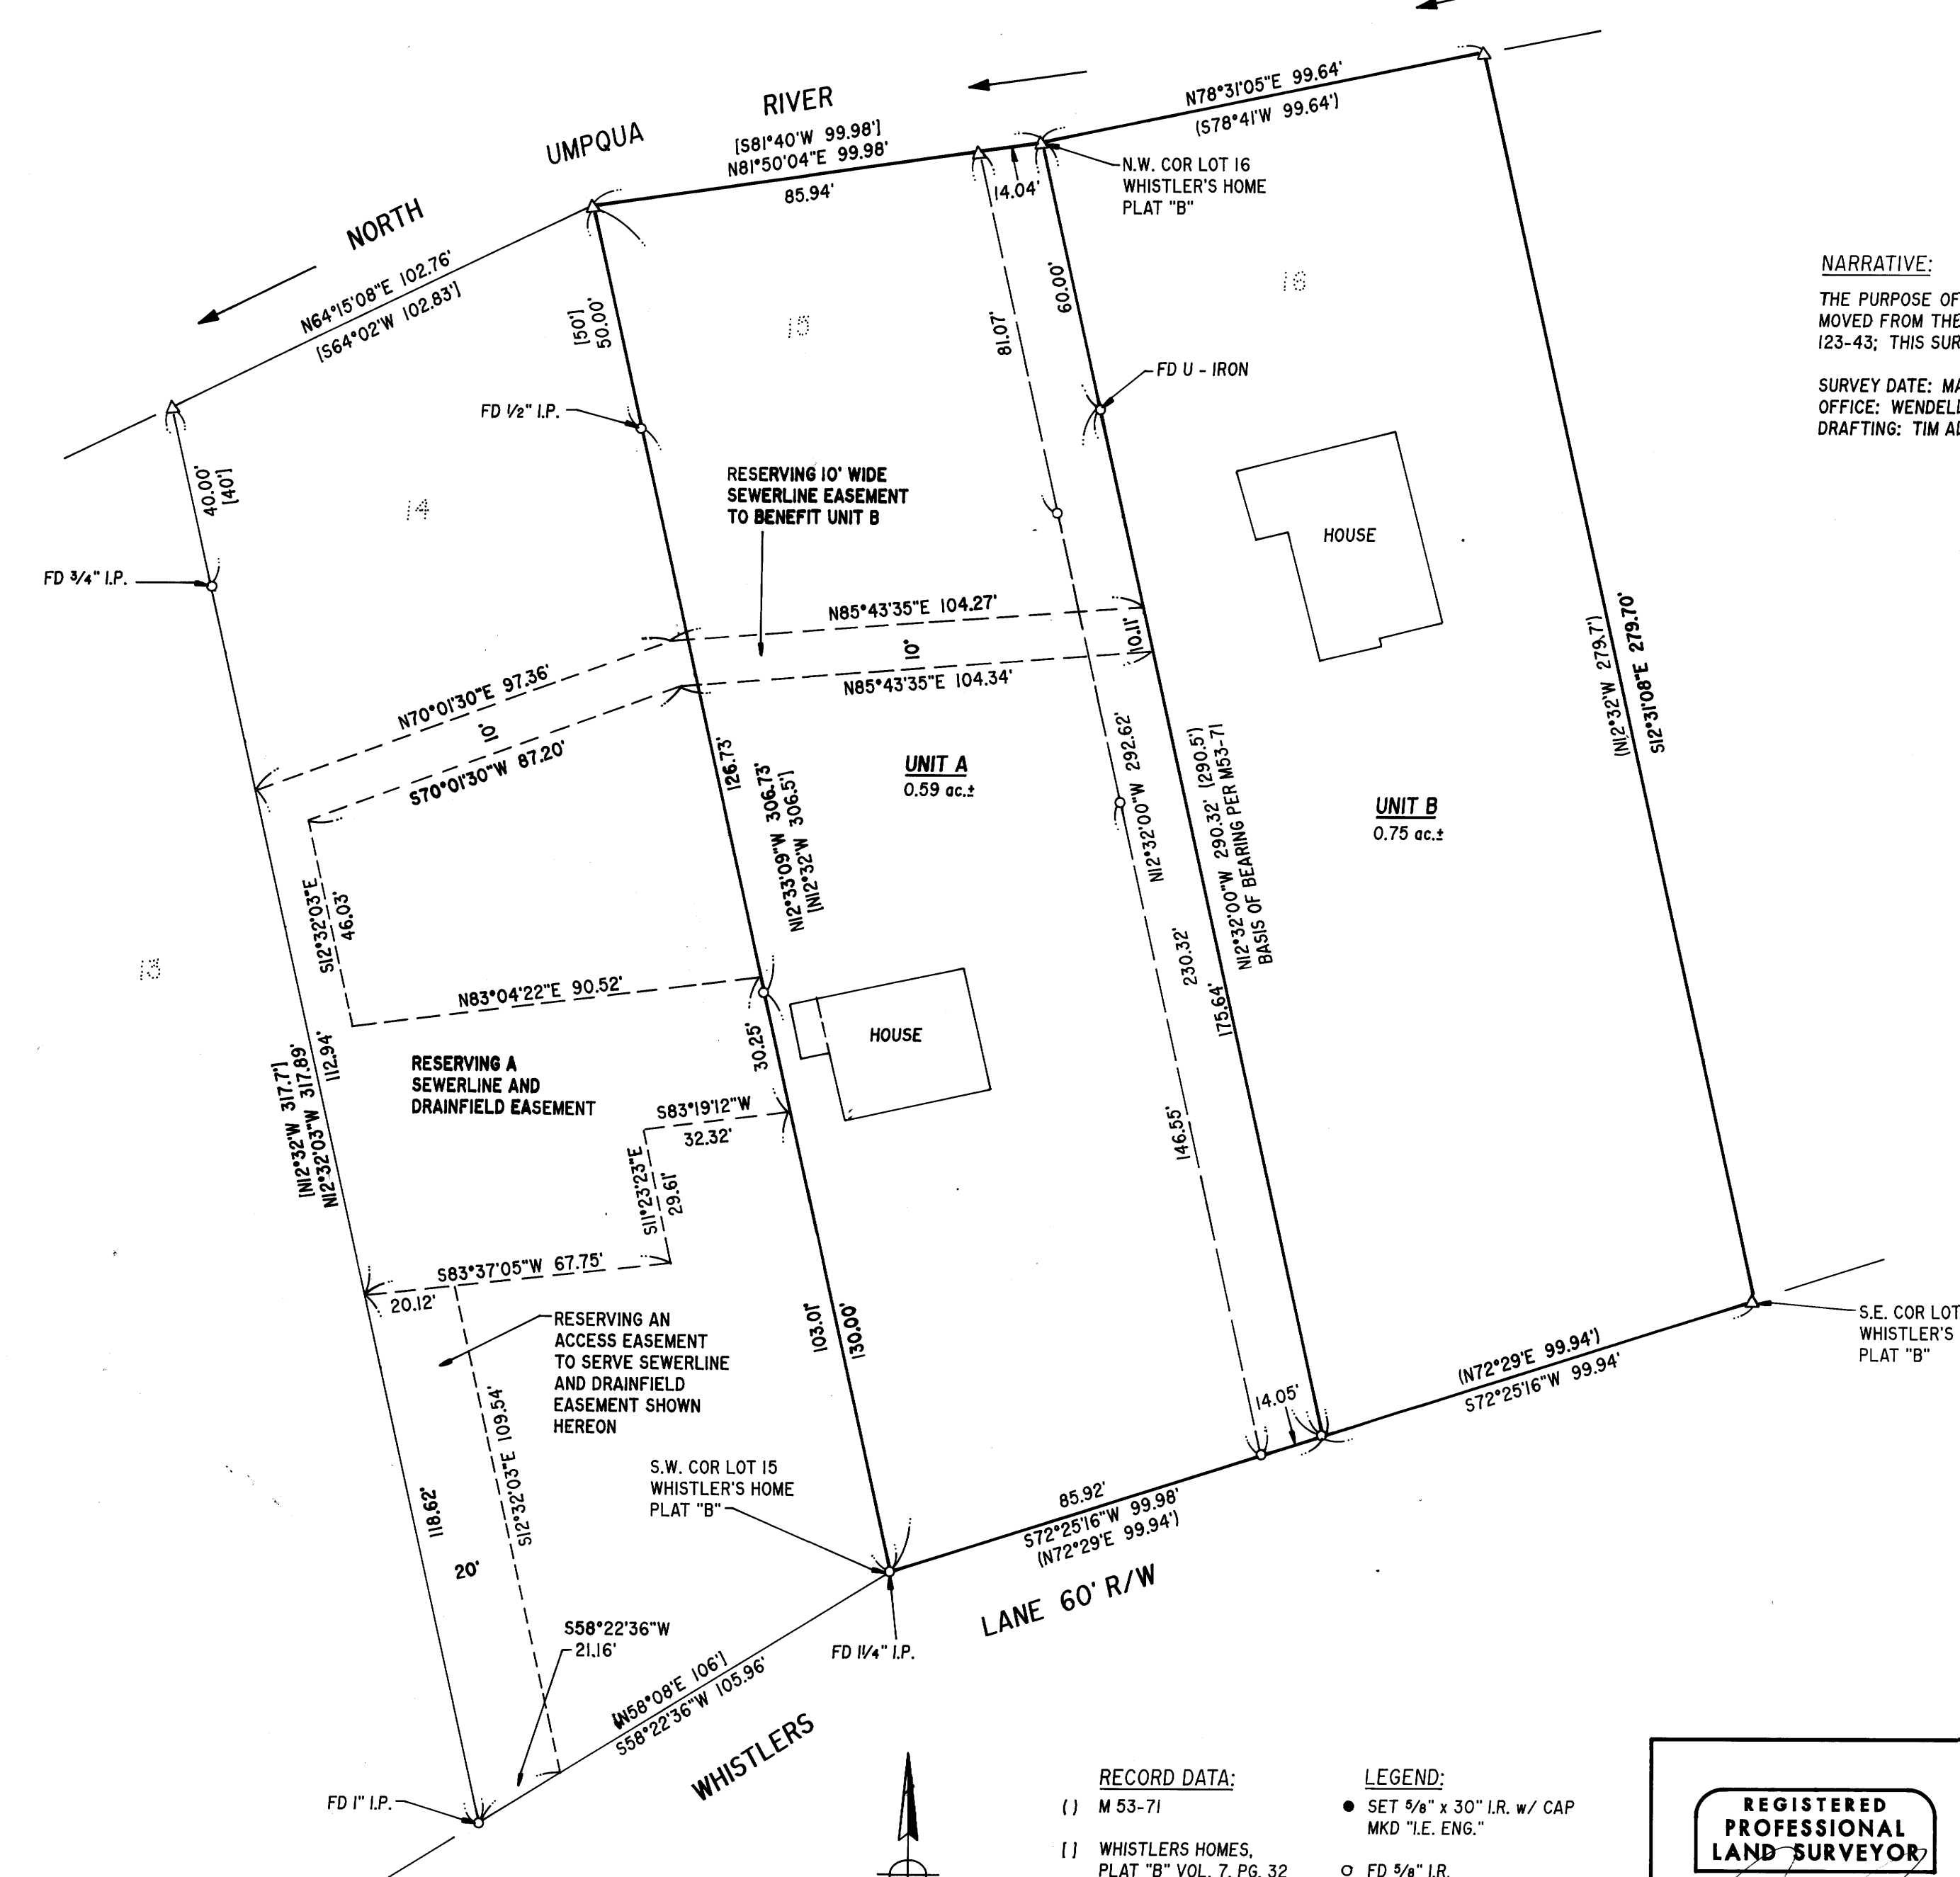 NORTH UMPQUA RIVER
N78°31'05"E 99.64'
(S78°41'W 99.64')
[S81°40'W 99.98']
N81°50'04"E 99.98'
85.94'
14.04'
N.W. COR LOT 16
WHISTLER'S HOME
PLAT "B"
N64°15'08"E 102.76'
[S64°02'W 102.83']
[50']
50.00'
15
81.07'
60.00'
16
NARRATIVE:
THE PURPOSE OF
MOVED FROM THE
123-43; THIS SUR
SURVEY DATE: MA
OFFICE: WENDELL
DRAFTING: TIM AD
FD U - IRON
FD 1/2" I.P.
40.00'
[40']
14
RESERVING 10' WIDE
SEWERLINE EASEMENT
TO BENEFIT UNIT B
HOUSE
FD 3/4" I.P.
N85°43'35"E 104.27'
10'
10.11'
N85°43'35"E 104.34'
N70°01'30"E 97.36'
10'
S70°01'30"W 87.20'
(N12°32'W 279.7')
S12°31'08"E 279.70'
126.73'
N12°33'09"W 306.73'
[N12°32'W 306.5']
UNIT A
0.59 ac.±
N12°32'00"W 292.62'
N12°32'00"W 290.32' (290.5')
BASIS OF BEARING PER M53-71
UNIT B
0.75 ac.±
S12°32'03"E
46.03'
13
230.32'
175.64'
N83°04'22"E 90.52'
30.25'
HOUSE
[N12°32'W 317.7']
N12°32'03"W 317.89'
112.94'
RESERVING A
SEWERLINE AND
DRAINFIELD EASEMENT
S83°19'12"W
32.32'
S11°23'23"E
29.61'
146.55'
S83°37'05"W 67.75'
20.12'
RESERVING AN
ACCESS EASEMENT
TO SERVE SEWERLINE
AND DRAINFIELD
EASEMENT SHOWN
HEREON
103.01'
130.00'
S.E. COR LOT
WHISTLER'S
PLAT "B"
(N72°29'E 99.94')
S72°25'16"W 99.94'
14.05'
S12°32'03"E 109.54'
118.62'
20'
S.W. COR LOT 15
WHISTLER'S HOME
PLAT "B"
85.92'
S72°25'16"W 99.98'
(N72°29'E 99.94')
S58°22'36"W
21.16'
FD 1 1/4" I.P.
[N58°08'E 106']
S58°22'36"W 105.96'
WHISTLERS LANE 60' R/W
FD 1" I.P.
RECORD DATA:
( ) M 53-71
[ ] WHISTLERS HOMES,
PLAT "B" VOL. 7, PG. 32
LEGEND:
SET 5/8" x 30" I.R. w/ CAP
MKD "I.E. ENG."
FD 5/8" I.R.
REGISTERED
PROFESSIONAL
LAND SURVEYOR